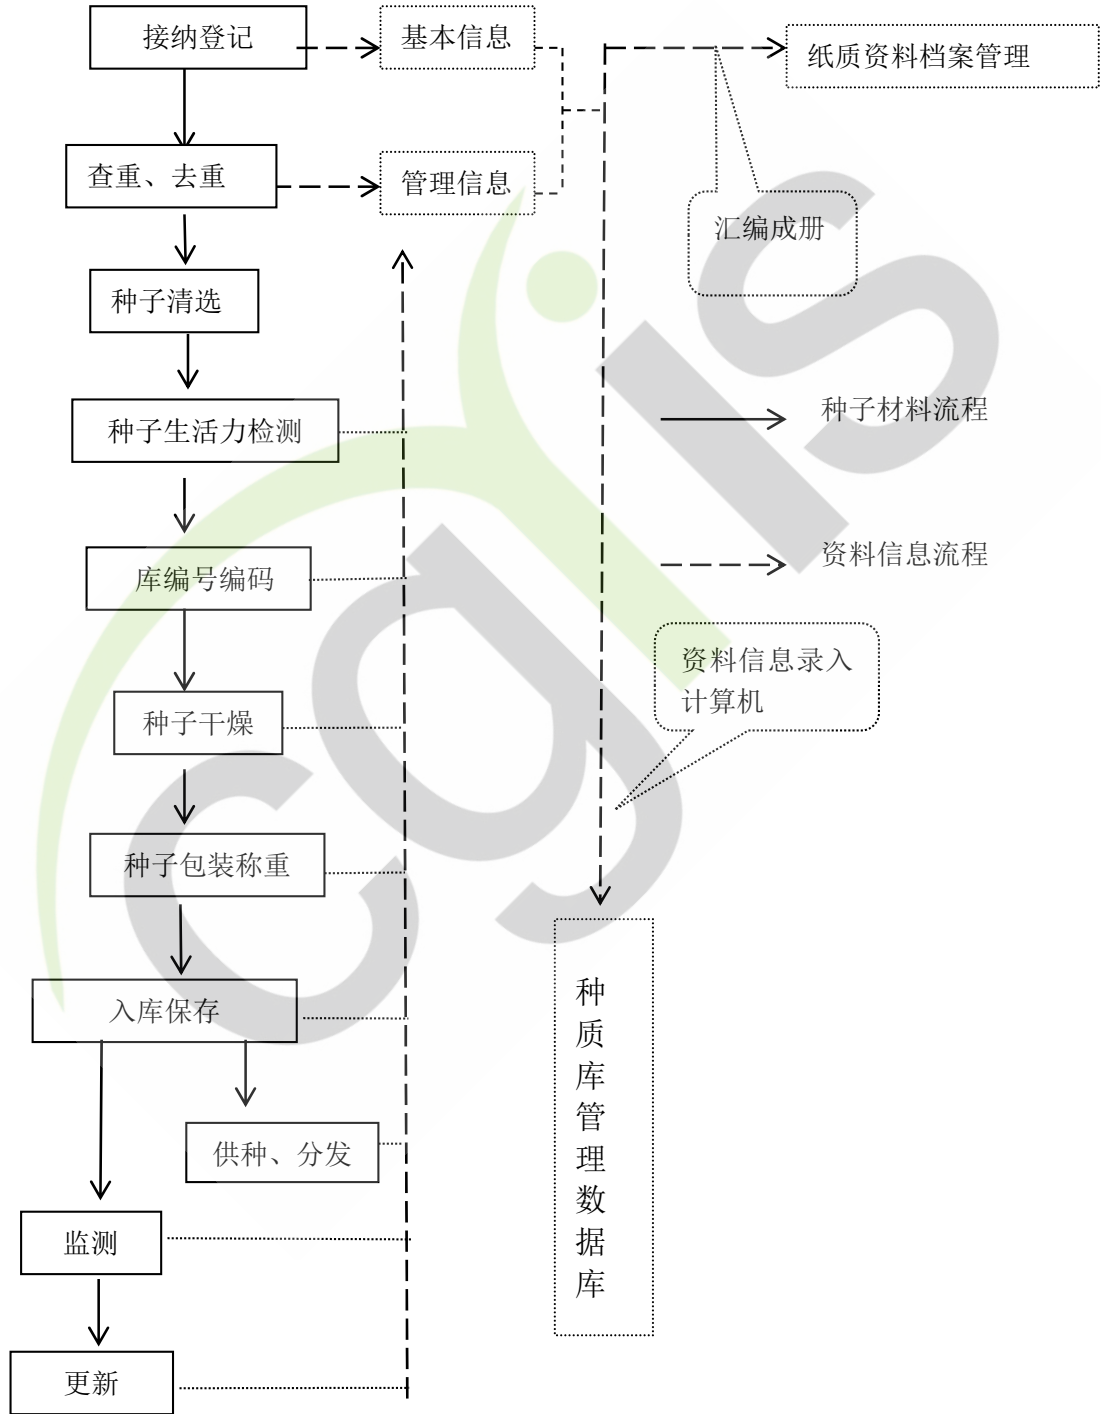 接纳登记
基本信息
纸质资料档案管理
查重、去重
管理信息
汇编成册
种子清选
种子材料流程
种子生活力检测
资料信息流程
库编号编码
资料信息录入
计算机
种子干燥
种子包装称重
入库保存
种质库管理数据库
供种、分发
监测
更新
cgris